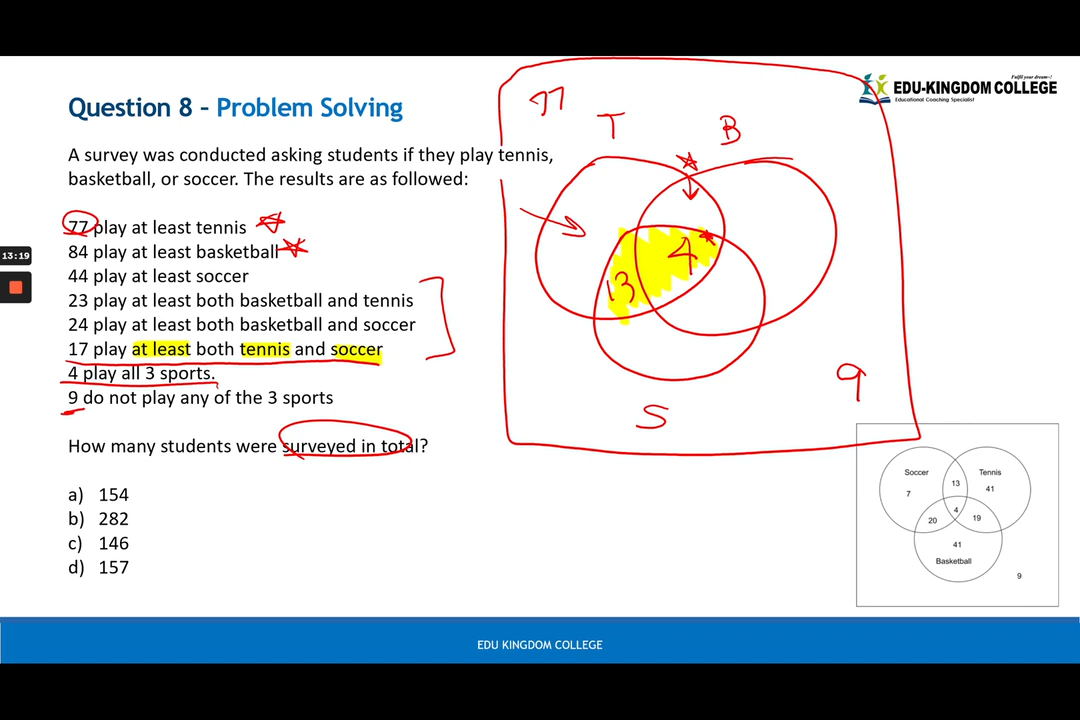 Question 8 – Problem Solving
Fulfil your dream~!
EDU-KINGDOM COLLEGE
Educational Coaching Specialist
A survey was conducted asking students if they play tennis,
basketball, or soccer. The results are as followed:
77 play at least tennis
84 play at least basketball
44 play at least soccer
23 play at least both basketball and tennis
24 play at least both basketball and soccer
17 play at least both tennis and soccer
4 play all 3 sports.
9 do not play any of the 3 sports
How many students were surveyed in total?
a) 154
b) 282
c) 146
d) 157
13:19
77
T
B
4
13
S
9
Soccer
Tennis
13
7
41
4
20
19
41
Basketball
9
EDU KINGDOM COLLEGE